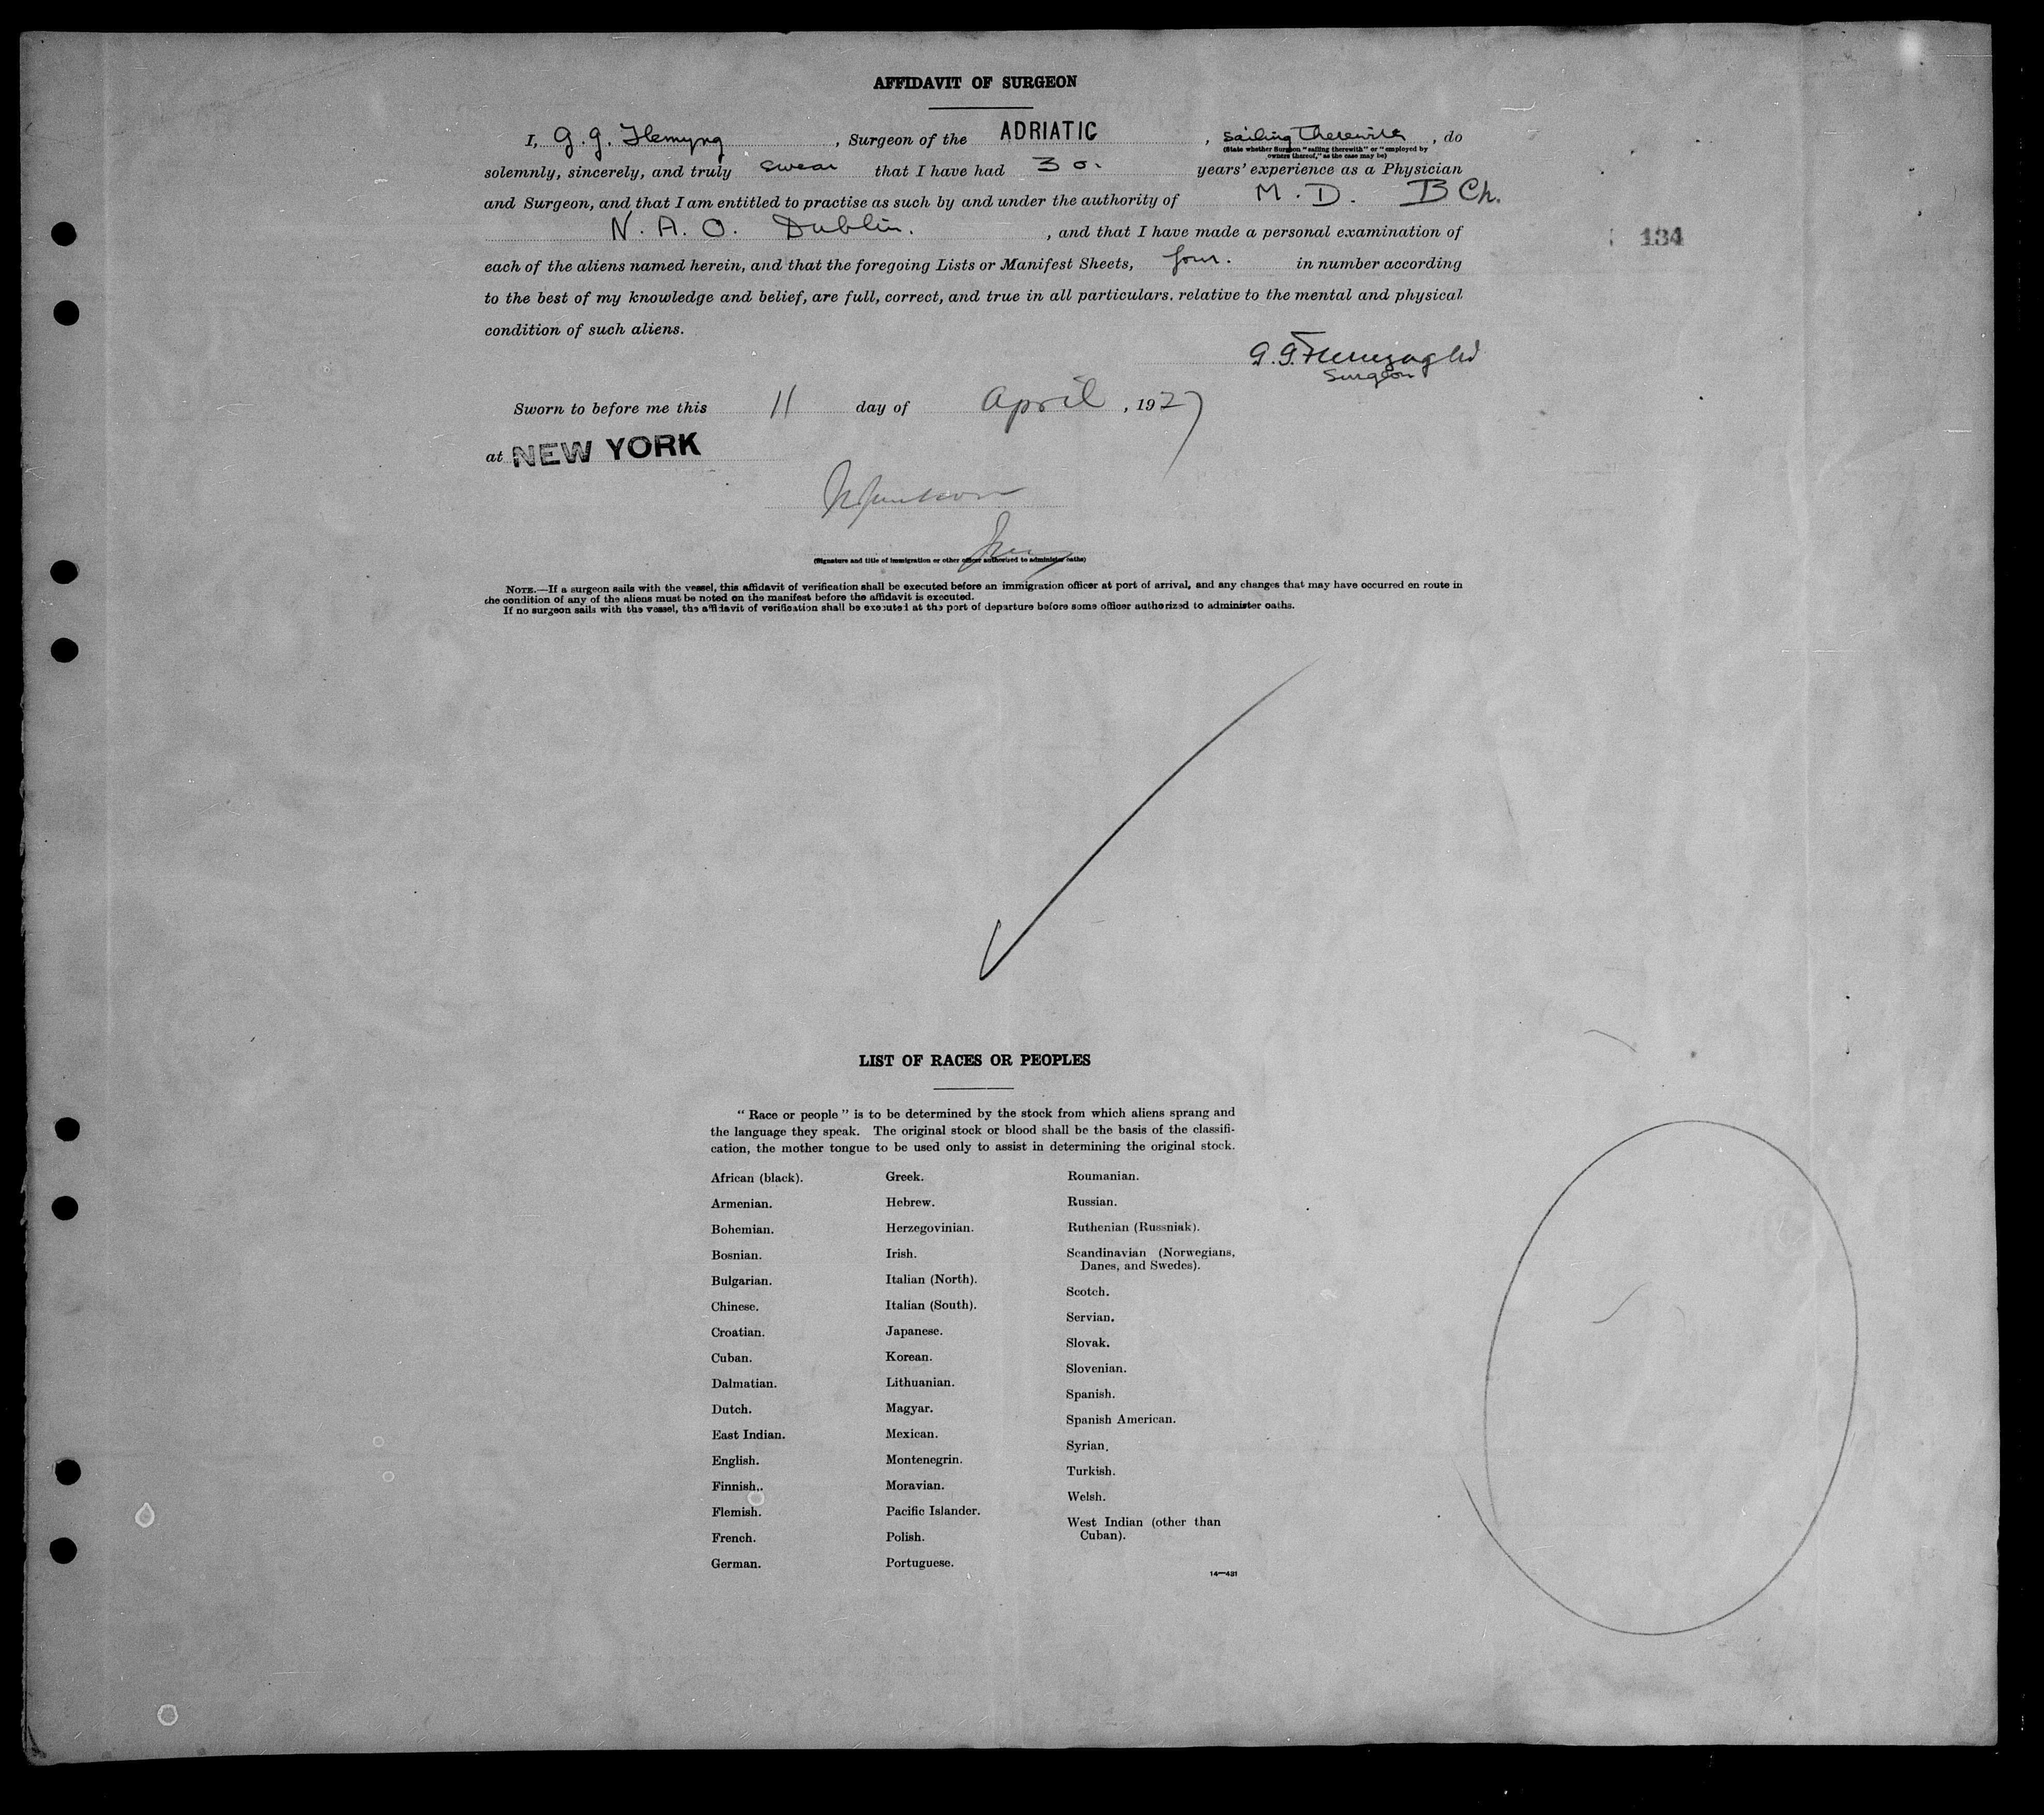 AFFIDAVIT OF SURGEON
I, G. G. Flemyng, Surgeon of the ADRIATIC, sailing therewith, do
(State whether Surgeon "sailing therewith" or "employed by
owners thereof," as the case may be)
solemnly, sincerely, and truly swear that I have had 30. years' experience as a Physician
and Surgeon, and that I am entitled to practise as such by and under the authority of M. D. B Ch.
N. A. O. Dublin., and that I have made a personal examination of
134
each of the aliens named herein, and that the foregoing Lists or Manifest Sheets, four. in number according
to the best of my knowledge and belief, are full, correct, and true in all particulars. relative to the mental and physical
condition of such aliens.
G. G. Flemyng
Surgeon
Sworn to before me this 11 day of April, 1927
at NEW YORK
(Signature and title of immigration or other officer authorized to administer oaths)
NOTE.—If a surgeon sails with the vessel, this affidavit of verification shall be executed before an immigration officer at port of arrival, and any changes that may have occurred en route in
the condition of any of the aliens must be noted on the manifest before the affidavit is executed.
If no surgeon sails with the vessel, the affidavit of verification shall be executed at the port of departure before some officer authorized to administer oaths.
LIST OF RACES OR PEOPLES
"Race or people" is to be determined by the stock from which aliens sprang and
the language they speak. The original stock or blood shall be the basis of the classifi-
cation, the mother tongue to be used only to assist in determining the original stock.
African (black).
Armenian.
Bohemian.
Bosnian.
Bulgarian.
Chinese.
Croatian.
Cuban.
Dalmatian.
Dutch.
East Indian.
English.
Finnish.
Flemish.
French.
German.
Greek.
Hebrew.
Herzegovinian.
Irish.
Italian (North).
Italian (South).
Japanese.
Korean.
Lithuanian.
Magyar.
Mexican.
Montenegrin.
Moravian.
Pacific Islander.
Polish.
Portuguese.
Roumanian.
Russian.
Ruthenian (Russniak).
Scandinavian (Norwegians,
Danes, and Swedes).
Scotch.
Servian.
Slovak.
Slovenian.
Spanish.
Spanish American.
Syrian.
Turkish.
Welsh.
West Indian (other than
Cuban).
14—431